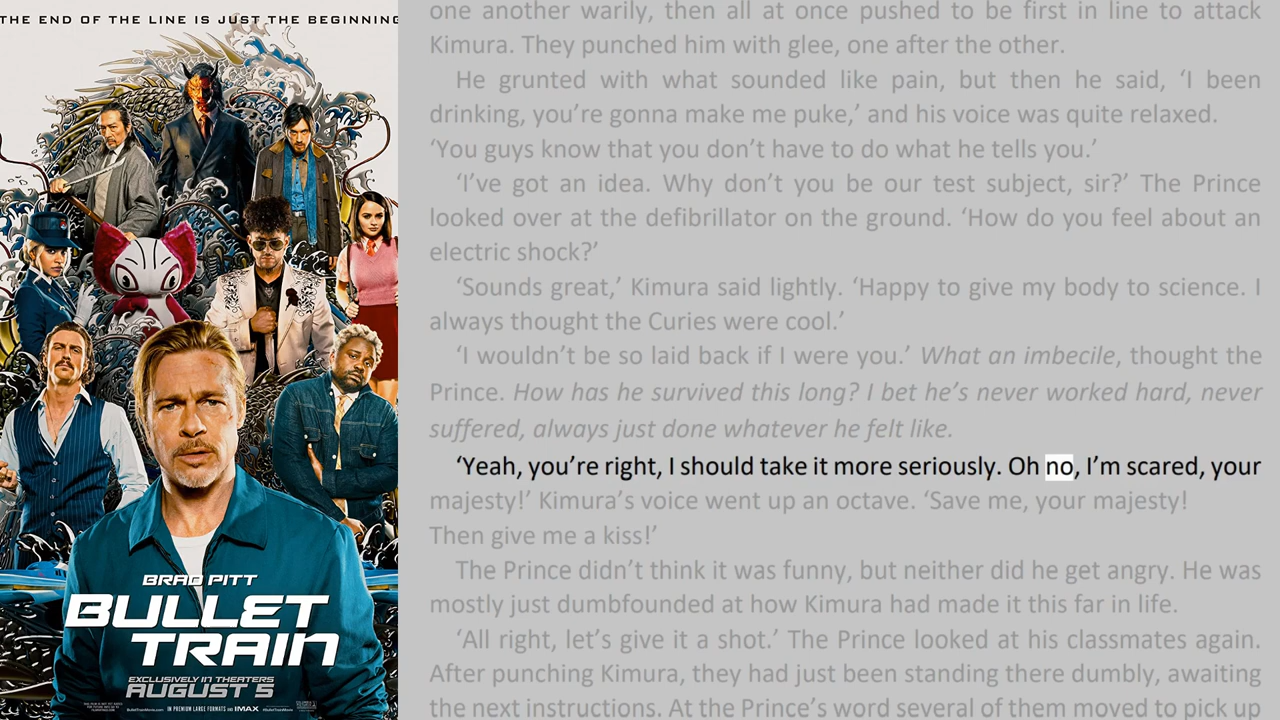 THE END OF THE LINE IS JUST THE BEGINNING
BRAD PITT
BULLET
TRAIN
EXCLUSIVELY IN THEATERS
AUGUST 5
BulletTrainMovie.com
IN PREMIUM LARGE FORMATS AND IMAX
#BulletTrainMovie
one another warily, then all at once pushed to be first in line to attack
Kimura. They punched him with glee, one after the other.
He grunted with what sounded like pain, but then he said, ‘I been
drinking, you’re gonna make me puke,’ and his voice was quite relaxed.
‘You guys know that you don’t have to do what he tells you.’
‘I’ve got an idea. Why don’t you be our test subject, sir?’ The Prince
looked over at the defibrillator on the ground. ‘How do you feel about an
electric shock?’
‘Sounds great,’ Kimura said lightly. ‘Happy to give my body to science. I
always thought the Curies were cool.’
‘I wouldn’t be so laid back if I were you.’ What an imbecile, thought the
Prince. How has he survived this long? I bet he’s never worked hard, never
suffered, always just done whatever he felt like.
‘Yeah, you’re right, I should take it more seriously. Oh no, I’m scared, your
majesty!’ Kimura’s voice went up an octave. ‘Save me, your majesty!
Then give me a kiss!’
The Prince didn’t think it was funny, but neither did he get angry. He was
mostly just dumbfounded at how Kimura had made it this far in life.
‘All right, let’s give it a shot.’ The Prince looked at his classmates again.
After punching Kimura, they had just been standing there dumbly, awaiting
the next instructions. At the Prince’s word several of them moved to pick up